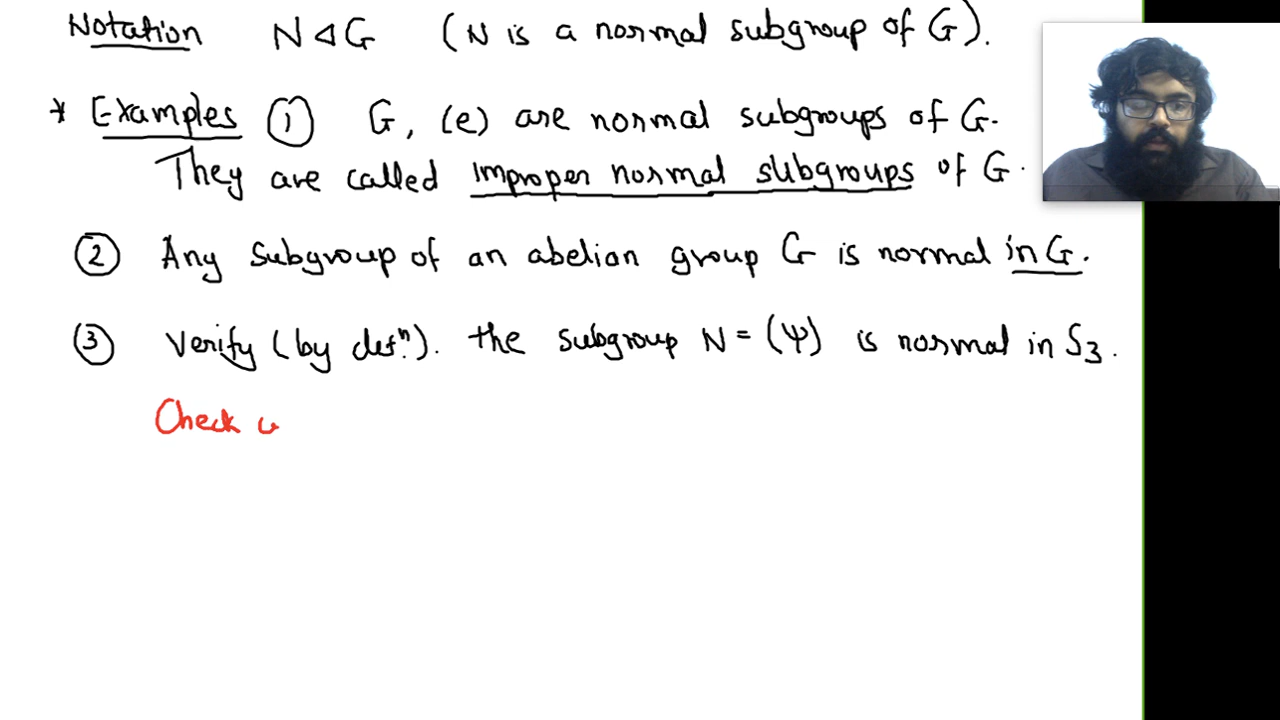 Notation N ⊲ G (N is a normal subgroup of G).
* Examples ① G, (e) are normal subgroups of G.
They are called improper normal subgroups of G.
② Any subgroup of an abelian group G is normal in G.
③ Verify (by defⁿ.). the subgroup N = (ψ) is normal in S₃.
Check